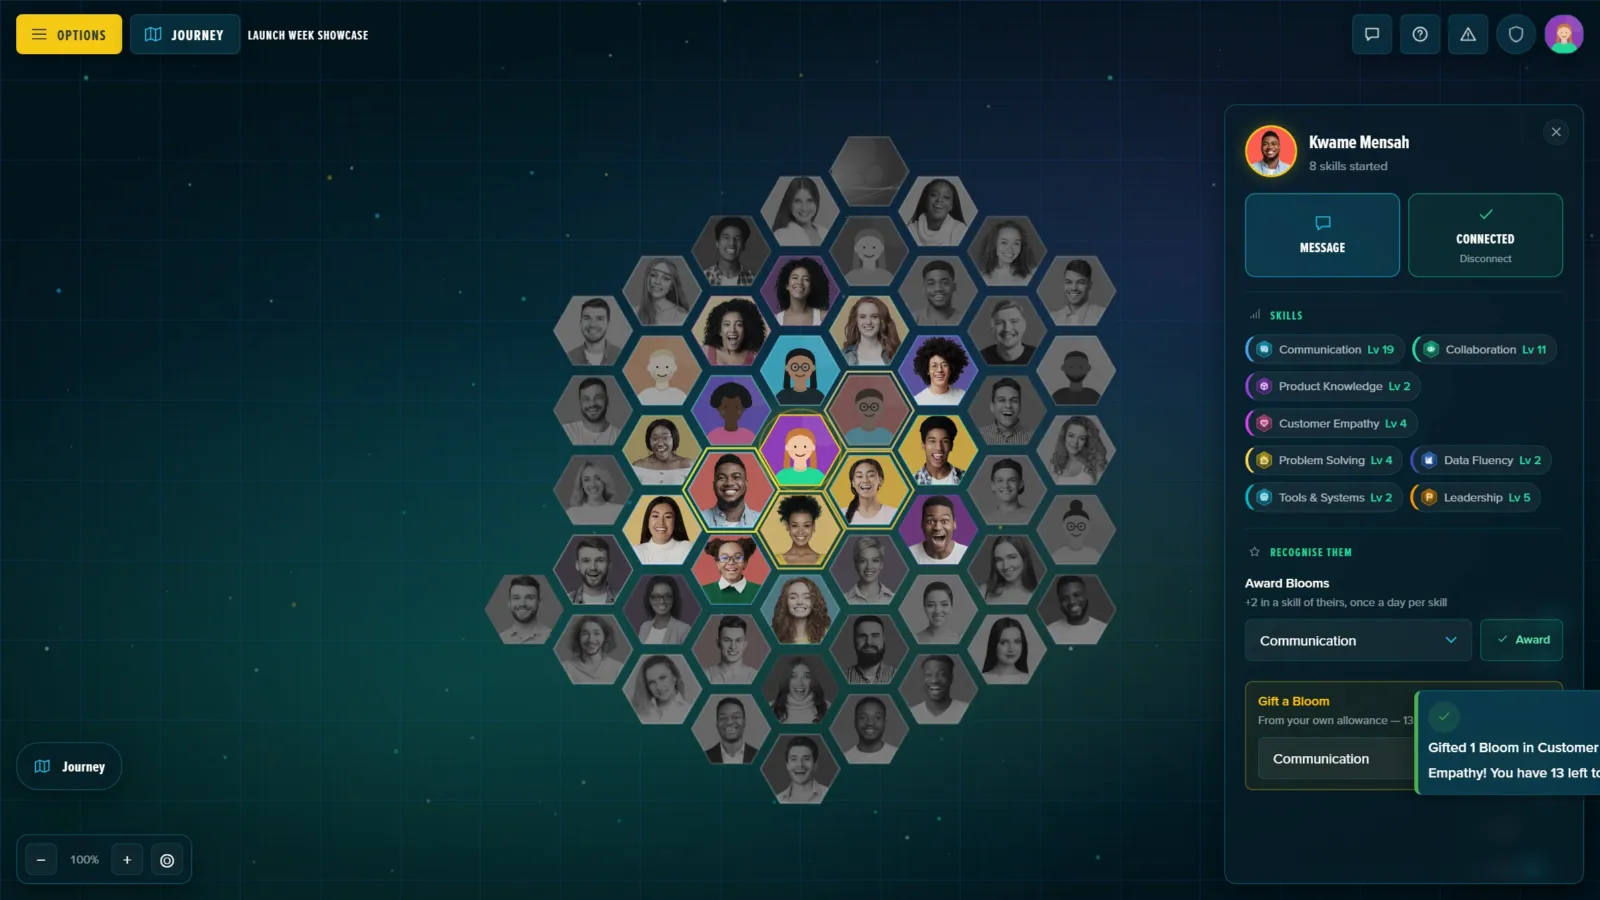 OPTIONS
JOURNEY
LAUNCH WEEK SHOWCASE
Kwame Mensah
8 skills started
MESSAGE
CONNECTED
Disconnect
SKILLS
Communication Lv 19
Collaboration Lv 11
Product Knowledge Lv 2
Customer Empathy Lv 4
Problem Solving Lv 4
Data Fluency Lv 2
Tools & Systems Lv 2
Leadership Lv 5
RECOGNISE THEM
Award Blooms
+2 in a skill of theirs, once a day per skill
Communication
Award
Gift a Bloom
From your own allowance — 13
Communication
Gifted 1 Bloom in Customer
Empathy! You have 13 left
Journey
100%